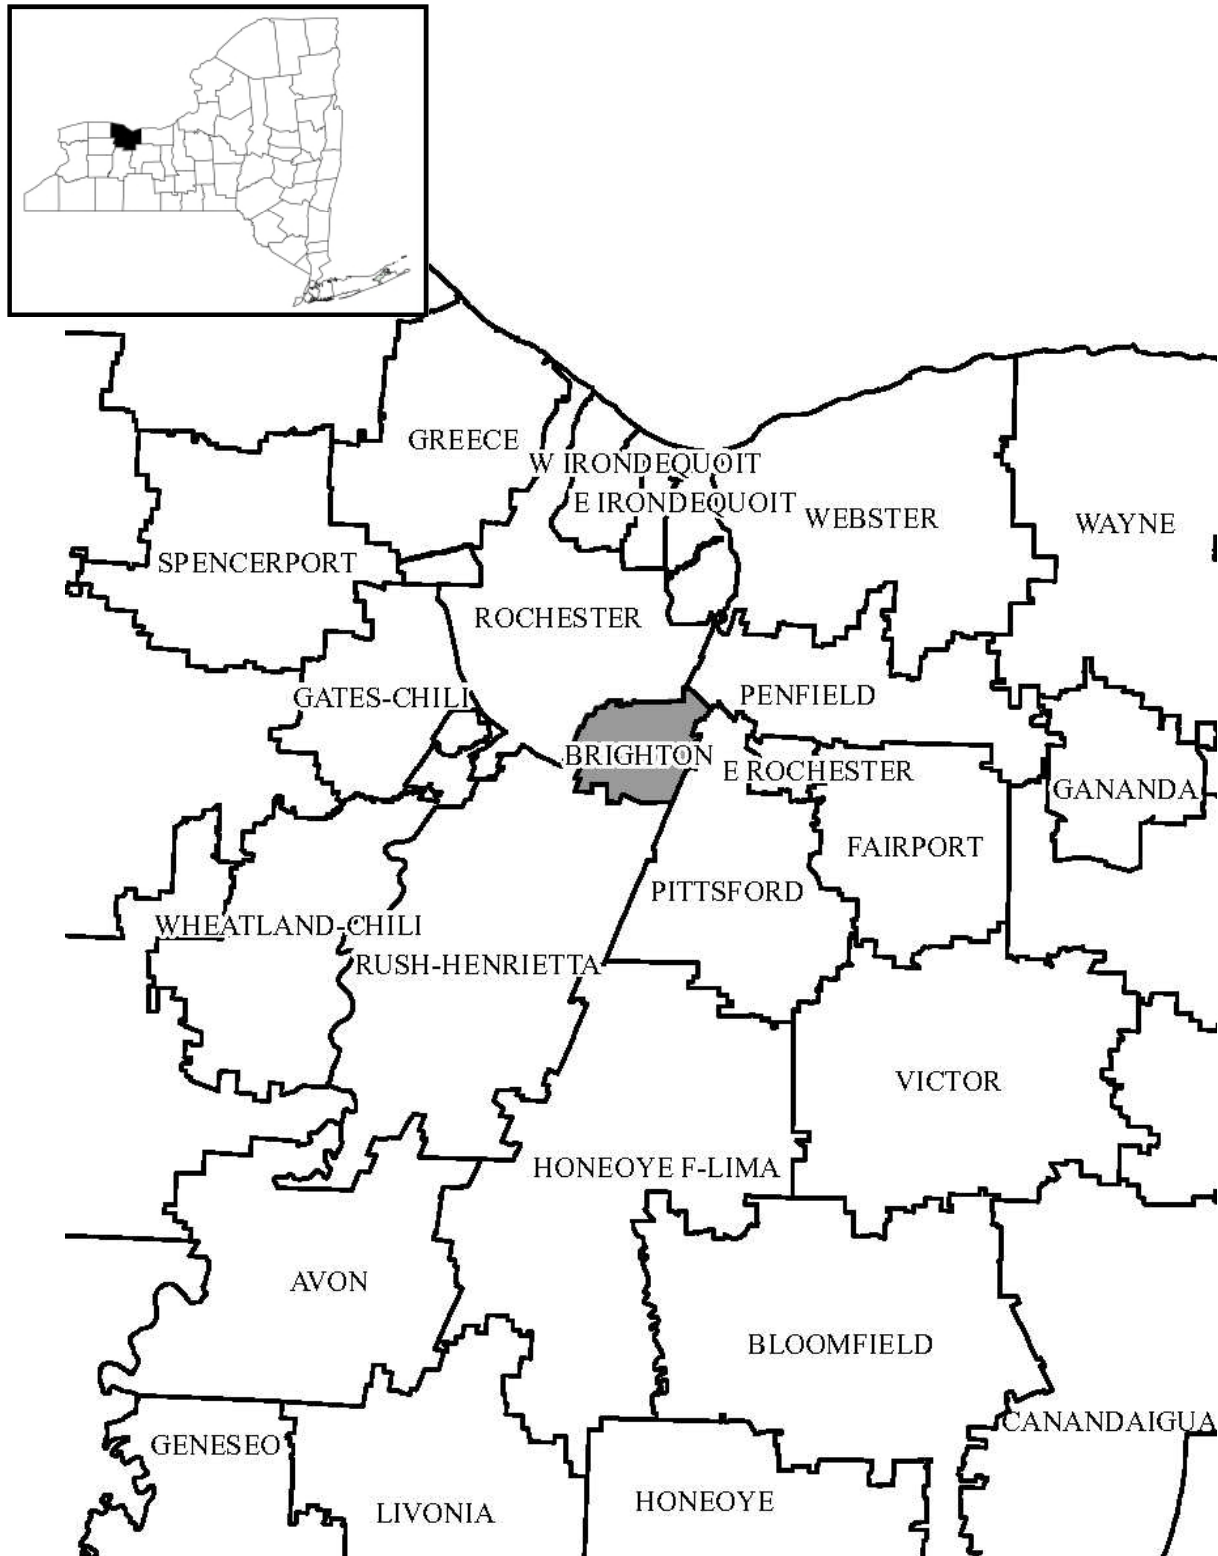 GREECE
W IRONDEQUOIT
E IRONDEQUOIT
WEBSTER
WAYNE
SPENCERPORT
ROCHESTER
GATES-CHILI
PENFIELD
BRIGHTON
E ROCHESTER
GANANDA
FAIRPORT
PITTSFORD
WHEATLAND-CHILI
RUSH-HENRIETTA
VICTOR
HONEOYE F-LIMA
AVON
BLOOMFIELD
CANANDAIGUA
GENESEO
HONEOYE
LIVONIA